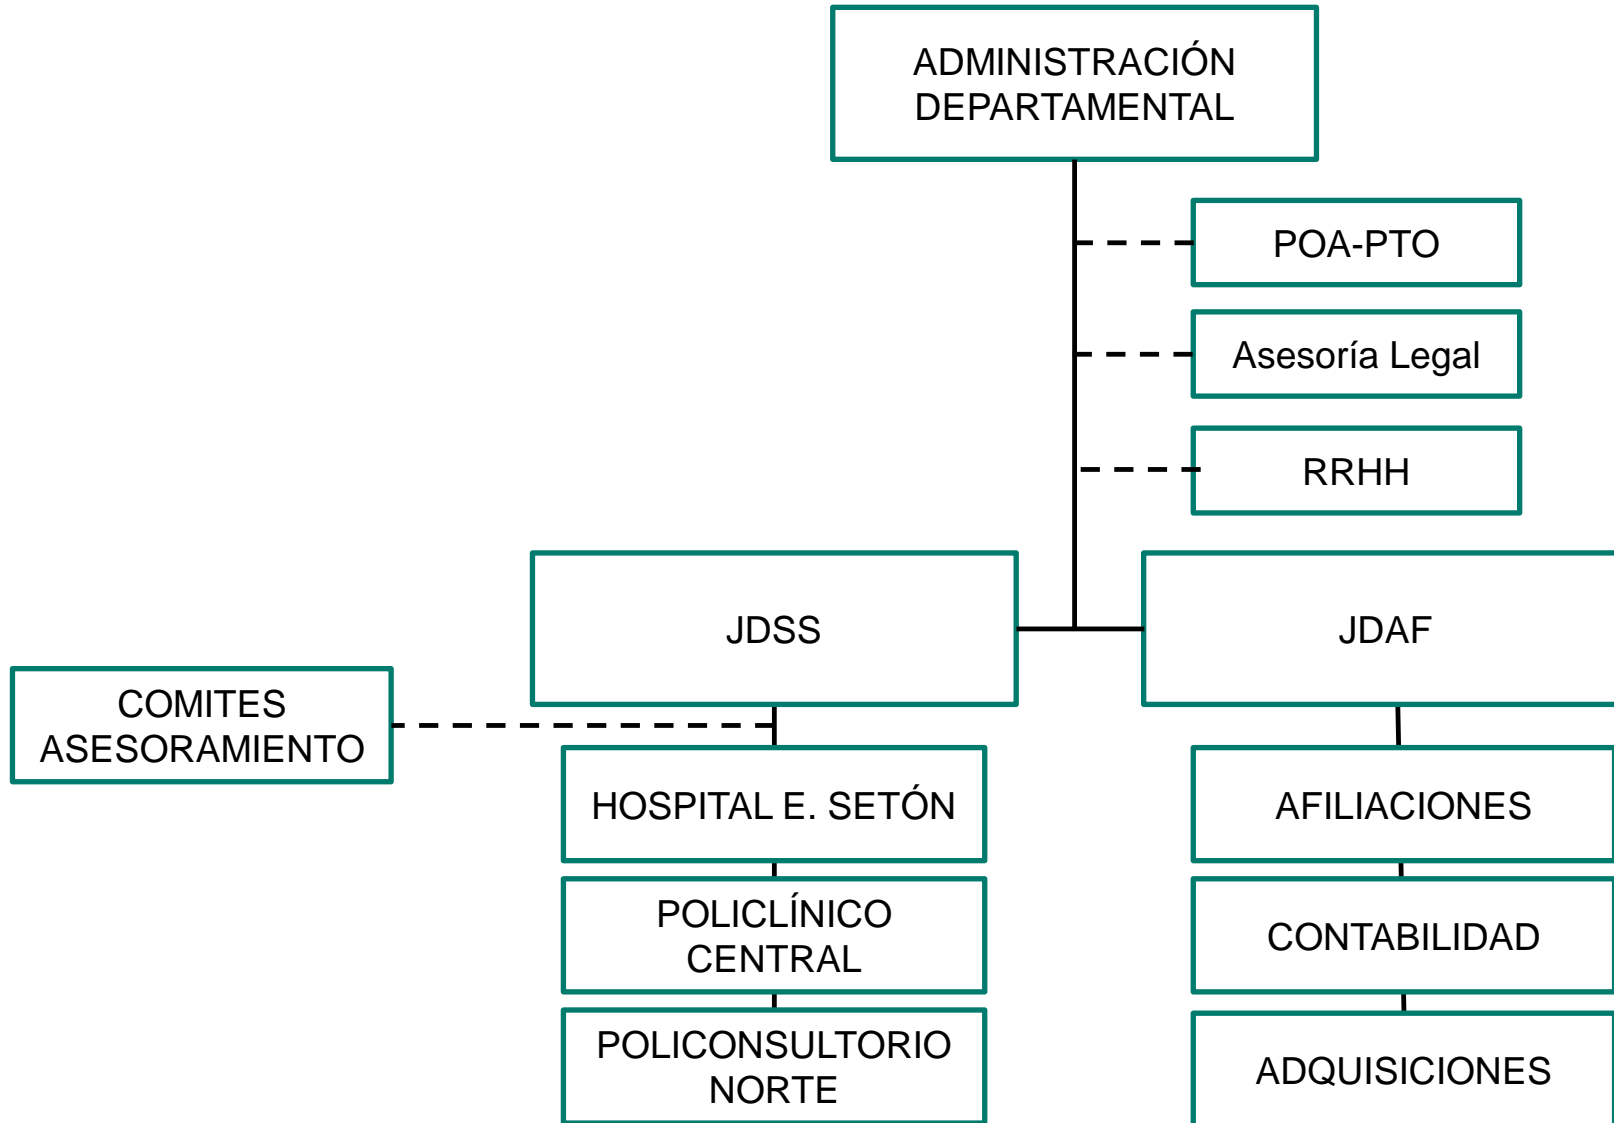 ADMINISTRACIÓN
DEPARTAMENTAL
POA-PTO
Asesoría Legal
RRHH
JDSS
JDAF
COMITES
ASESORAMIENTO
HOSPITAL E. SETÓN
AFILIACIONES
POLICLÍNICO
CENTRAL
CONTABILIDAD
POLICONSULTORIO
NORTE
ADQUISICIONES